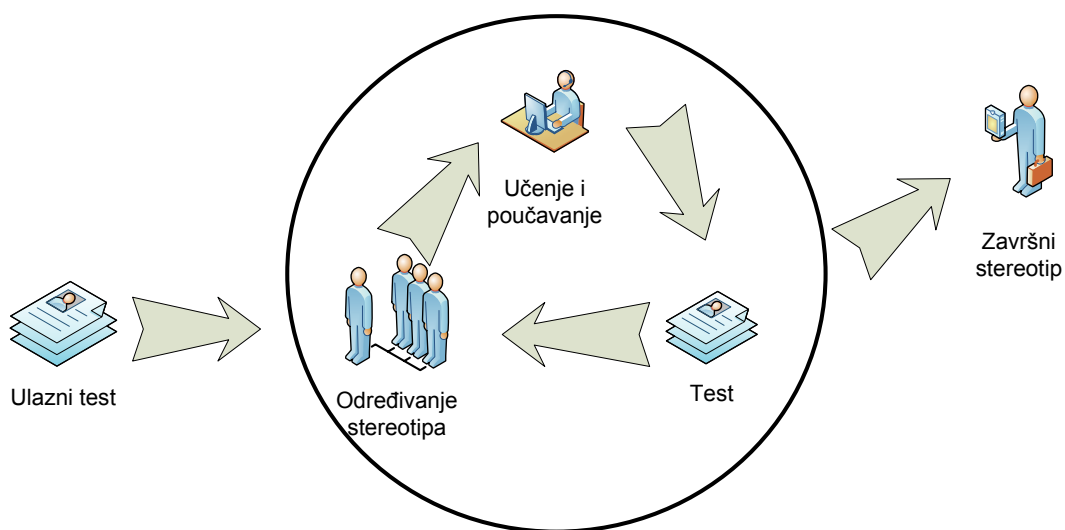 Ulazni test
Određivanje
stereotipa
Učenje i
poučavanje
Test
Završni
stereotip